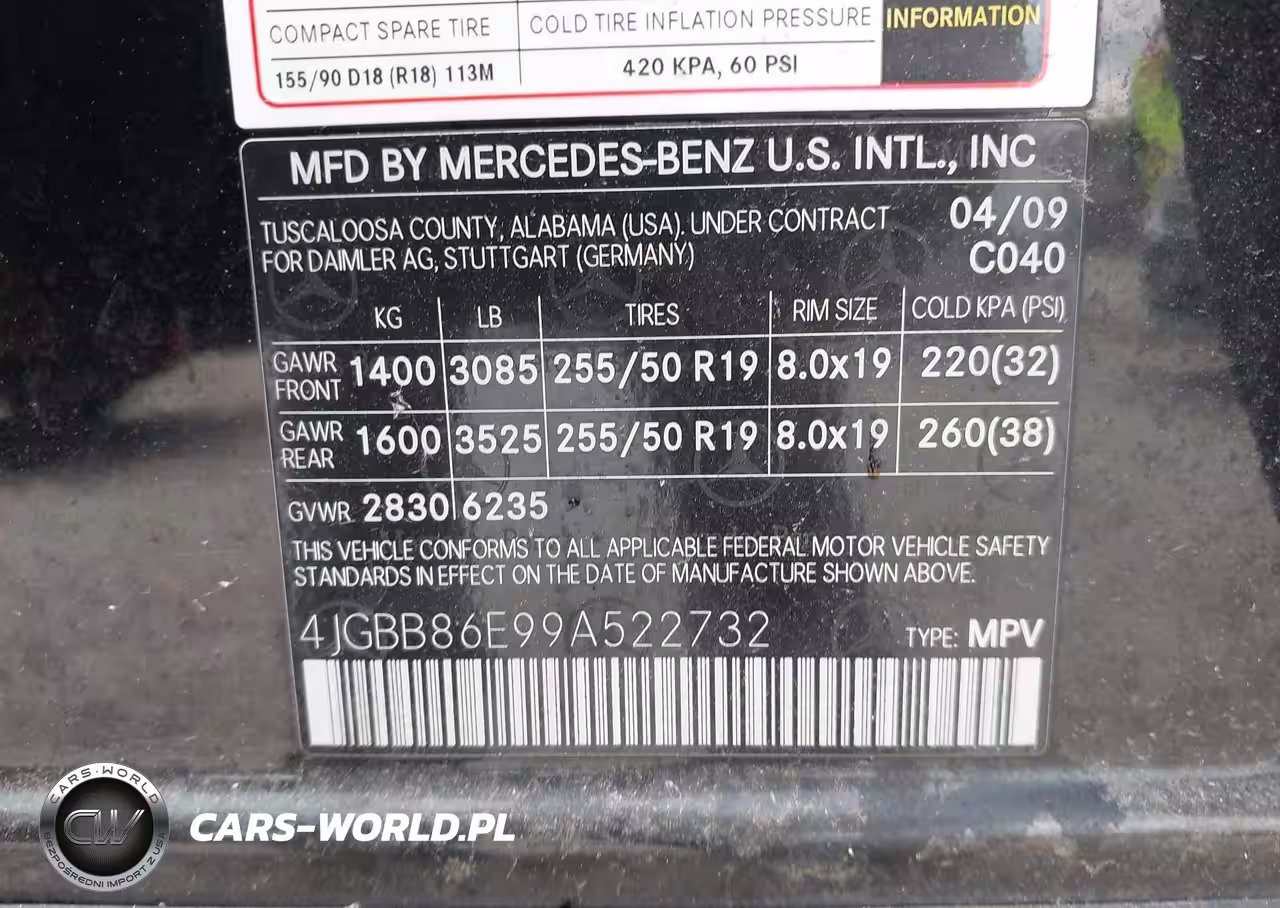 COMPACT SPARE TIRE COLD TIRE INFLATION PRESSURE INFORMATION
155/90 D18 (R18) 113M 420 KPA, 60 PSI
MFD BY MERCEDES-BENZ U.S. INTL., INC
TUSCALOOSA COUNTY, ALABAMA (USA). UNDER CONTRACT 04/09
FOR DAIMLER AG, STUTTGART (GERMANY) C040
KG LB TIRES RIM SIZE COLD KPA (PSI)
GAWR FRONT 1400 3085 255/50 R19 8.0x19 220(32)
GAWR REAR 1600 3525 255/50 R19 8.0x19 260(38)
GVWR 2830 6235
THIS VEHICLE CONFORMS TO ALL APPLICABLE FEDERAL MOTOR VEHICLE SAFETY
STANDARDS IN EFFECT ON THE DATE OF MANUFACTURE SHOWN ABOVE.
4JGBB86E99A522732 TYPE: MPV
CARS-WORLD
CW
BEZPOŚREDNI IMPORT Z USA
CARS-WORLD.PL